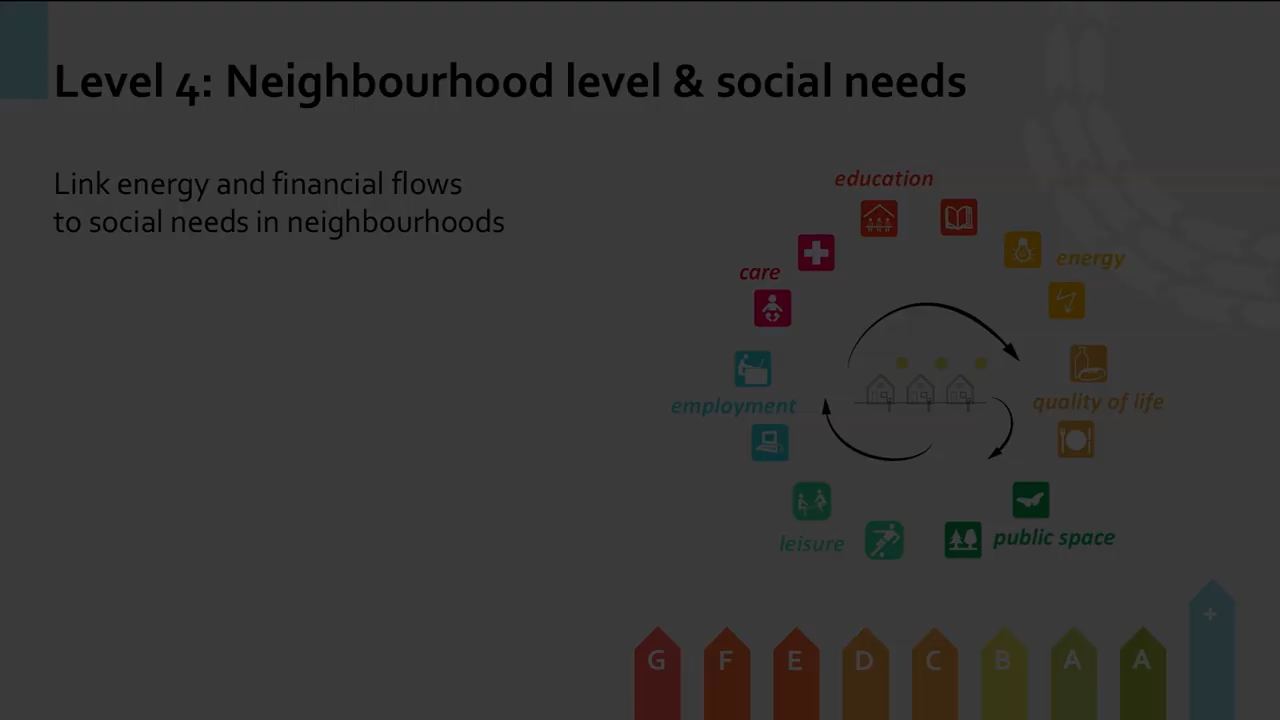 Level 4: Neighbourhood level & social needs
Link energy and financial flows
to social needs in neighbourhoods
education
energy
care
quality of life
employment
public space
leisure
+
G F E D C B A A